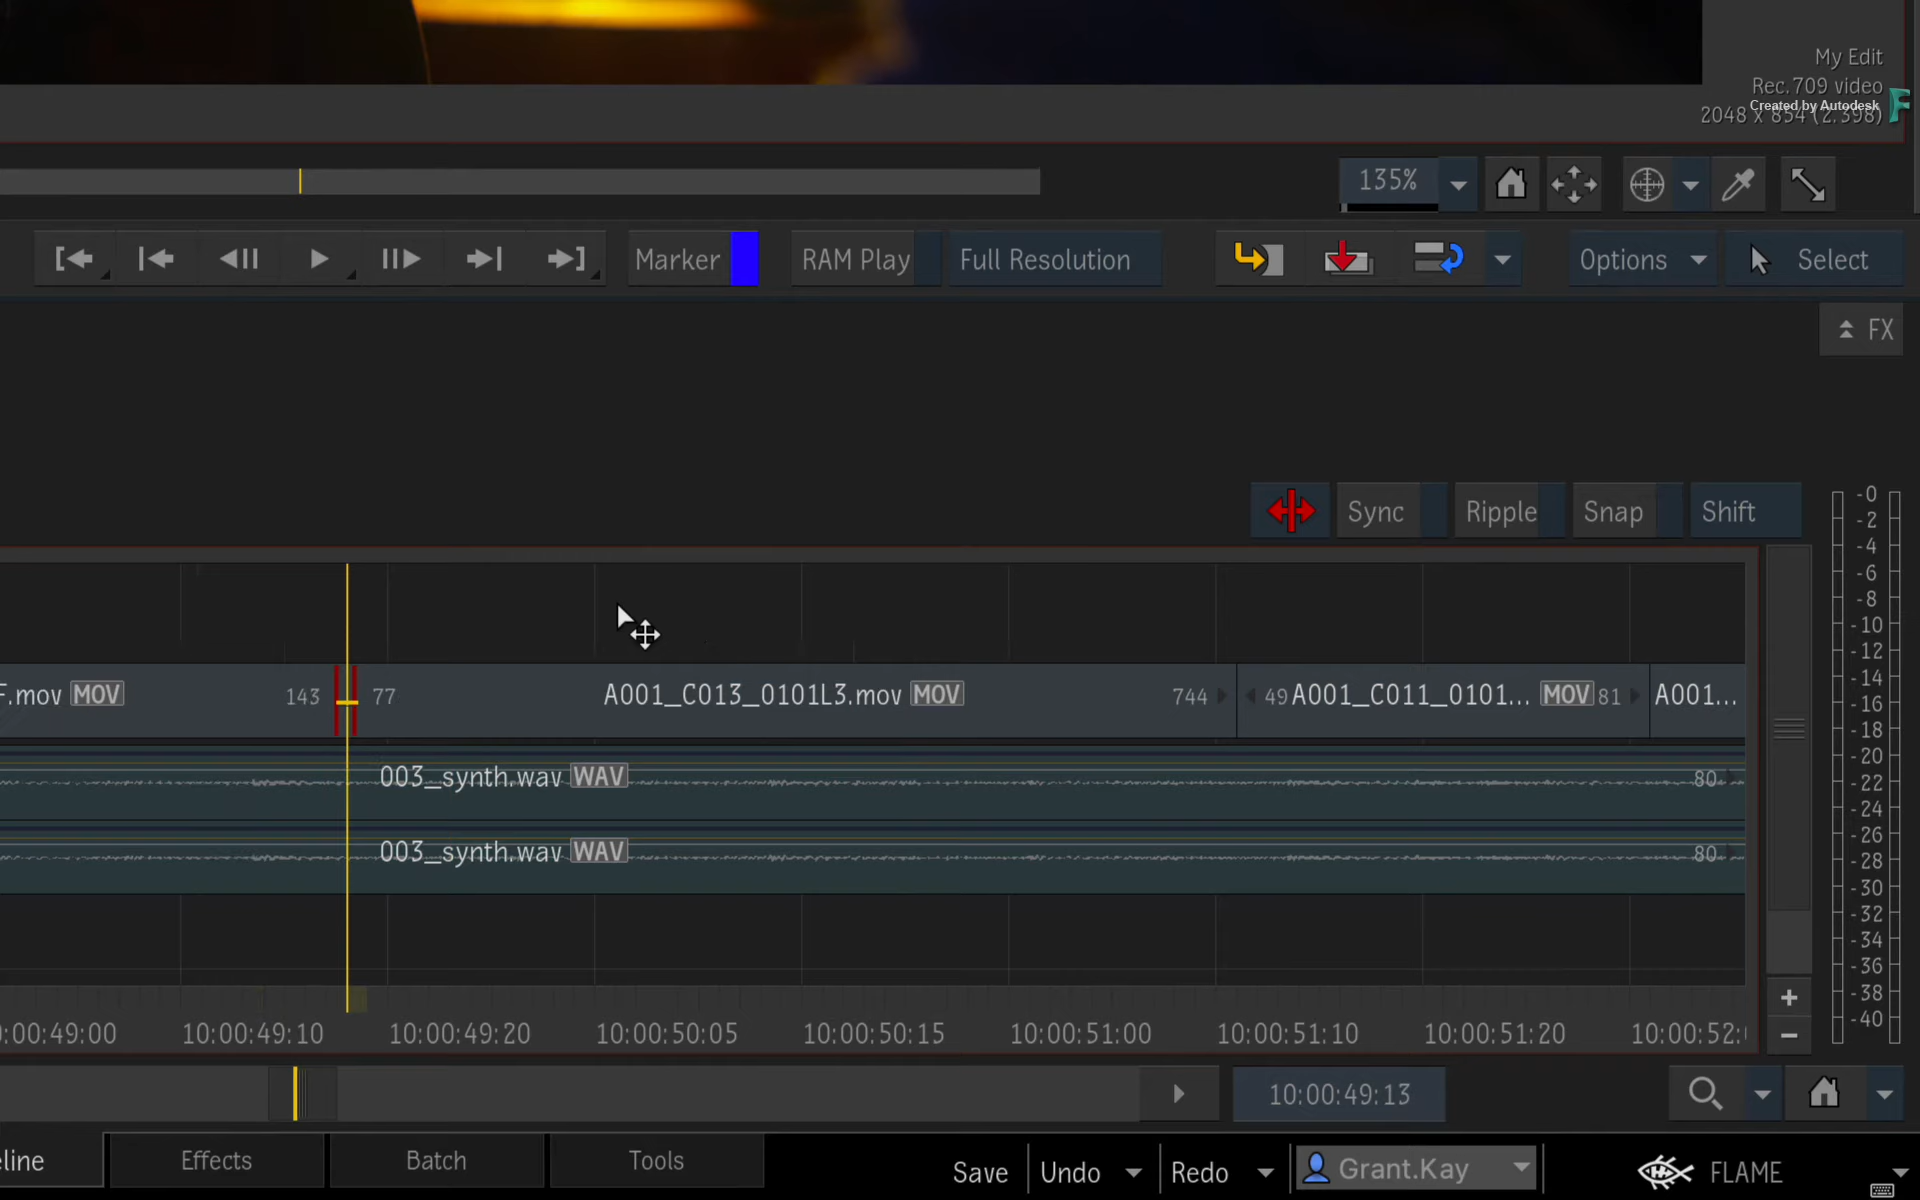 My Edit
Rec.709 video
Created by Autodesk
2048 x 854 (2.398)
135%
Marker
RAM Play
Full Resolution
Options
Select
FX
Sync
Ripple
Snap
Shift
-0
-2
-4
-6
-8
-10
-12
-14
-16
-18
-20
-22
-24
-26
-28
-30
-32
-34
-36
-38
-40
F.mov MOV 143 77 A001_C013_0101L3.mov MOV 744 49 A001_C011_0101... MOV 81 A001...
003_synth.wav WAV 80
003_synth.wav WAV 80
0:00:49:00 10:00:49:10 10:00:49:20 10:00:50:05 10:00:50:15 10:00:51:00 10:00:51:10 10:00:51:20 10:00:52:
+
−
10:00:49:13
eline Effects Batch Tools
Save Undo Redo Grant.Kay FLAME